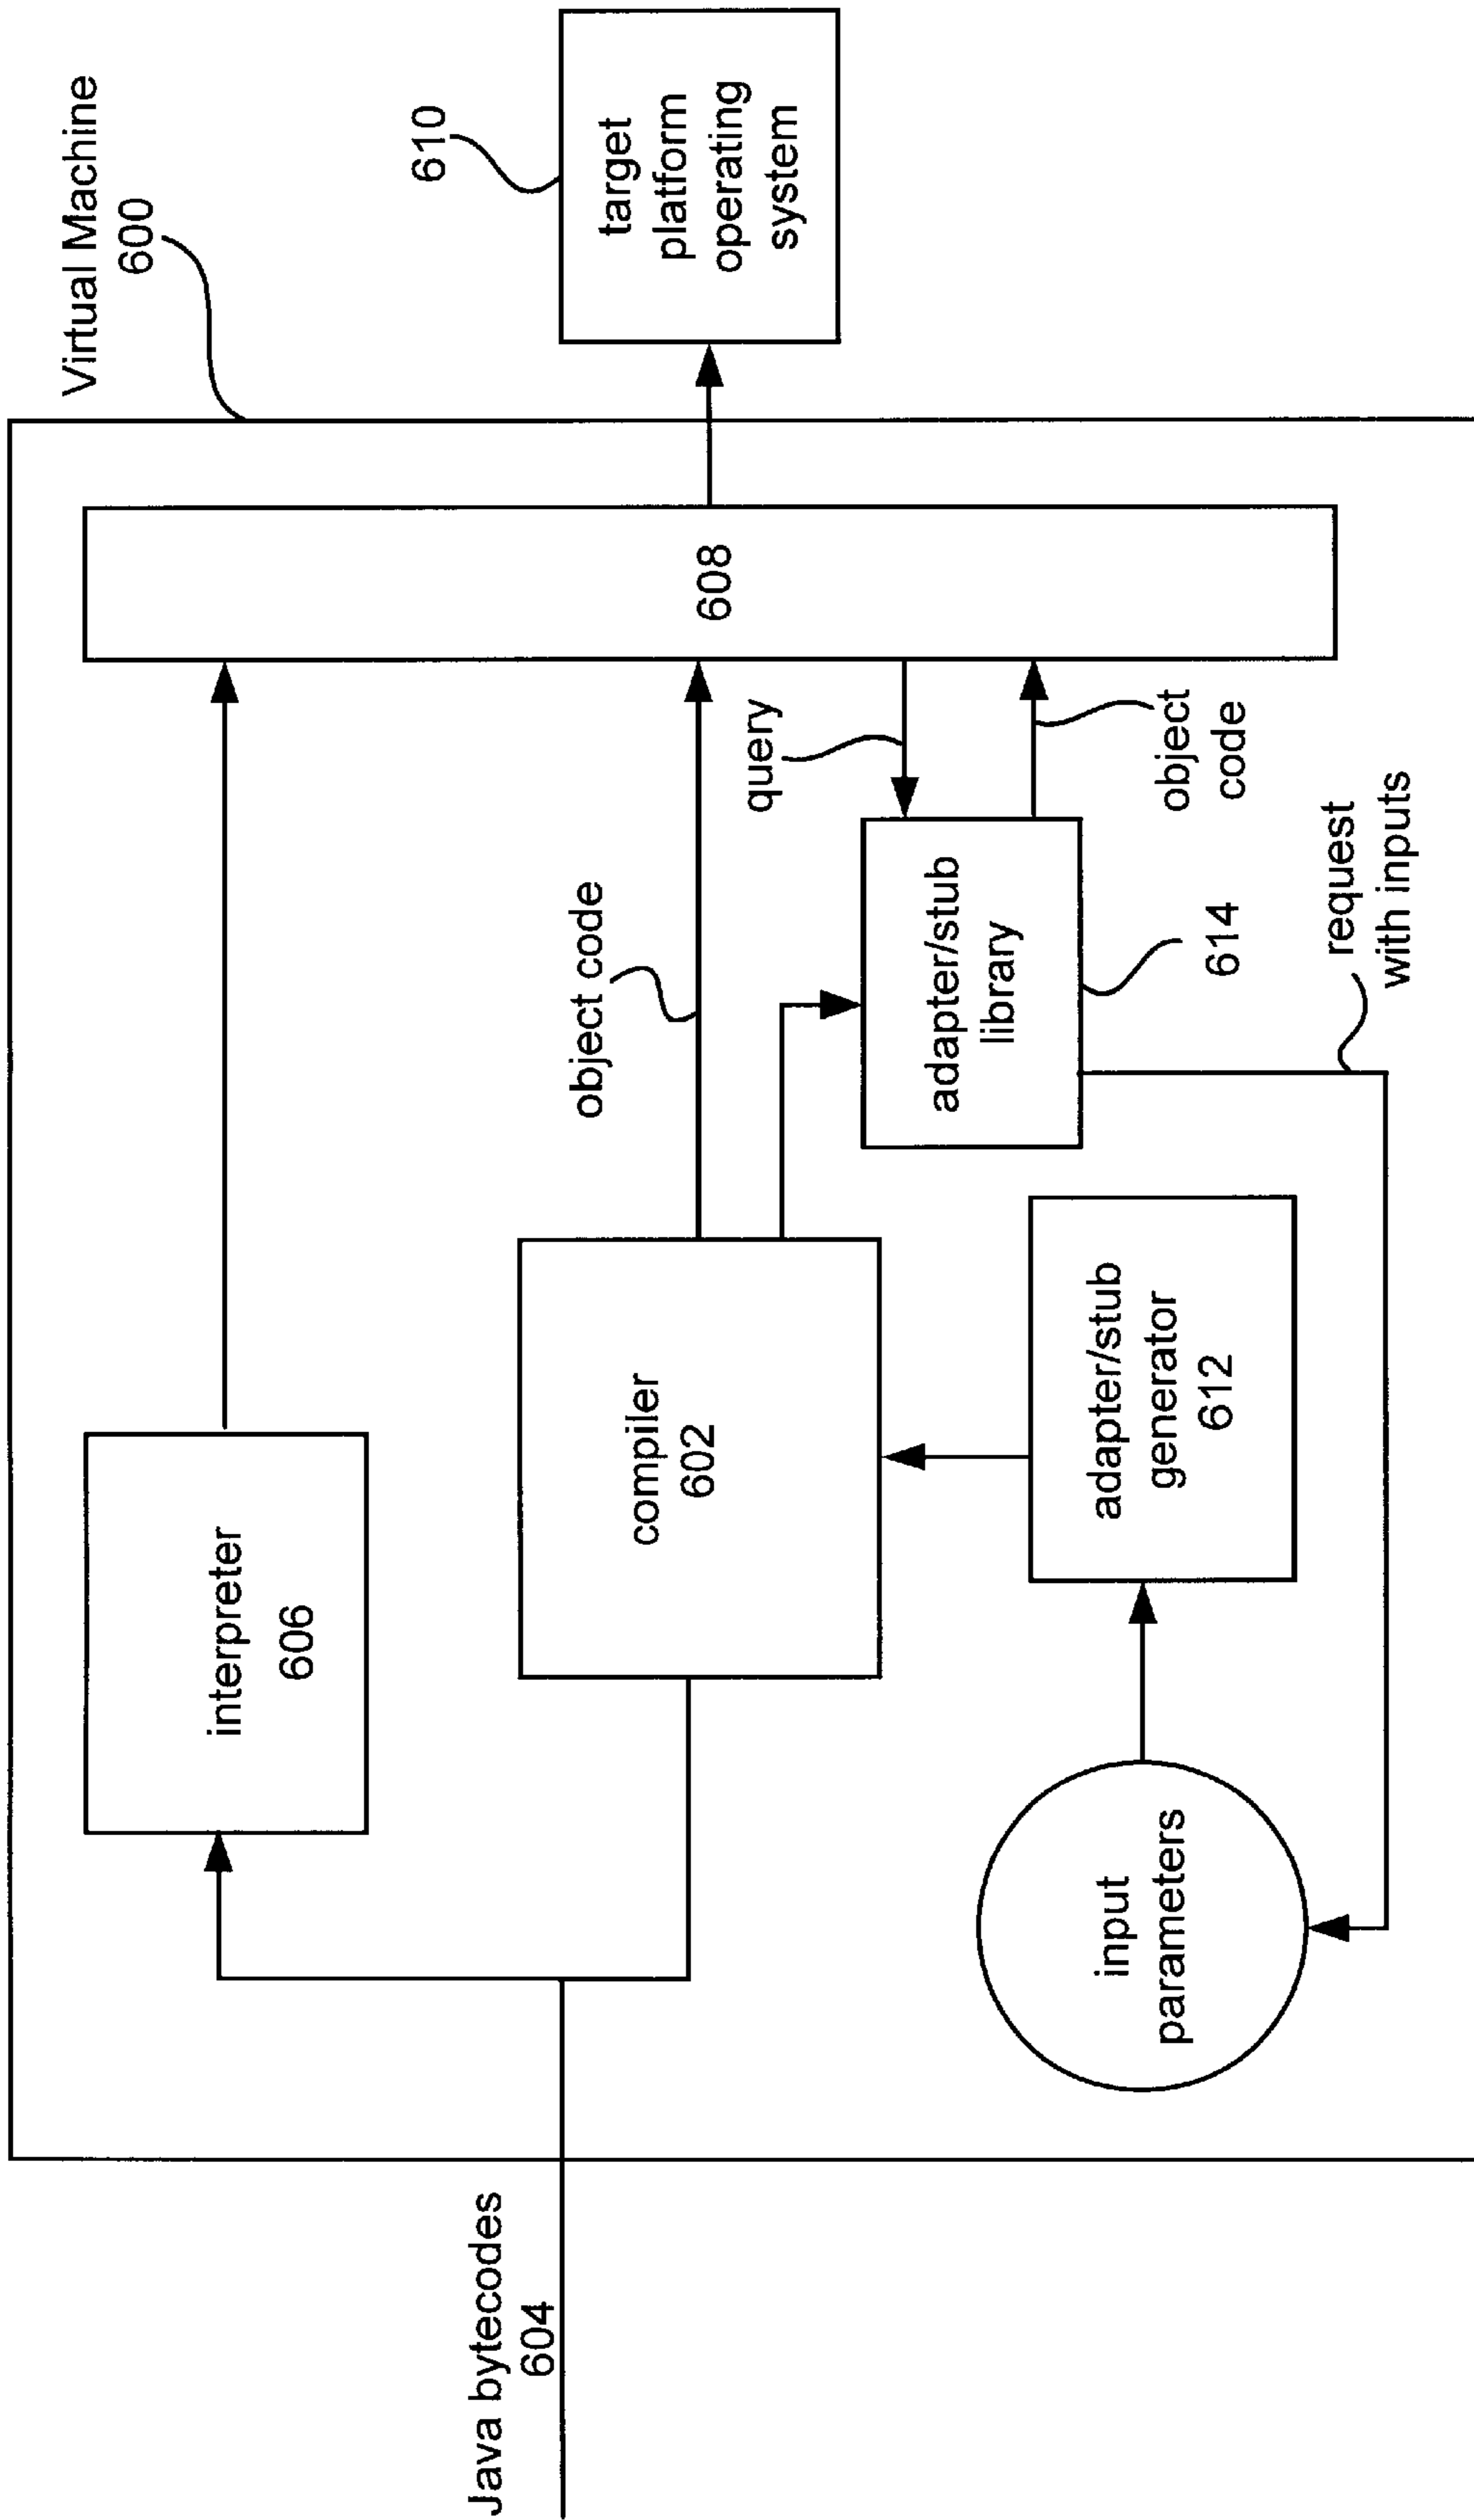 Virtual Machine
600
610
target
platform
operating
system
608
interpreter
606
object code
query
compiler
602
adapter/stub
library
object
code
614
request
with inputs
adapter/stub
generator
612
input
parameters
Java bytecodes
604